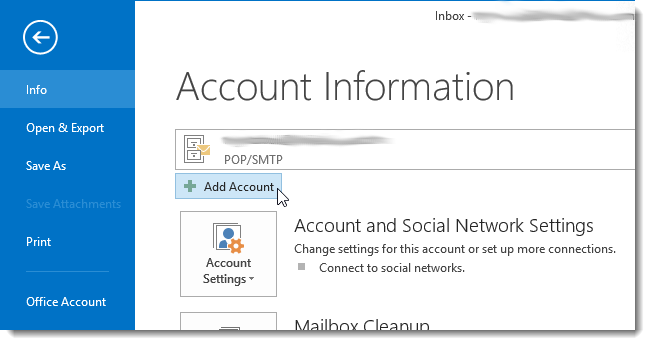 Inbox -
Info
Open & Export
Save As
Save Attachments
Print
Office Account
Account Information
POP/SMTP
Add Account
Account
Settings
Account and Social Network Settings
Change settings for this account or set up more connections.
Connect to social networks.
Mailbox Cleanup